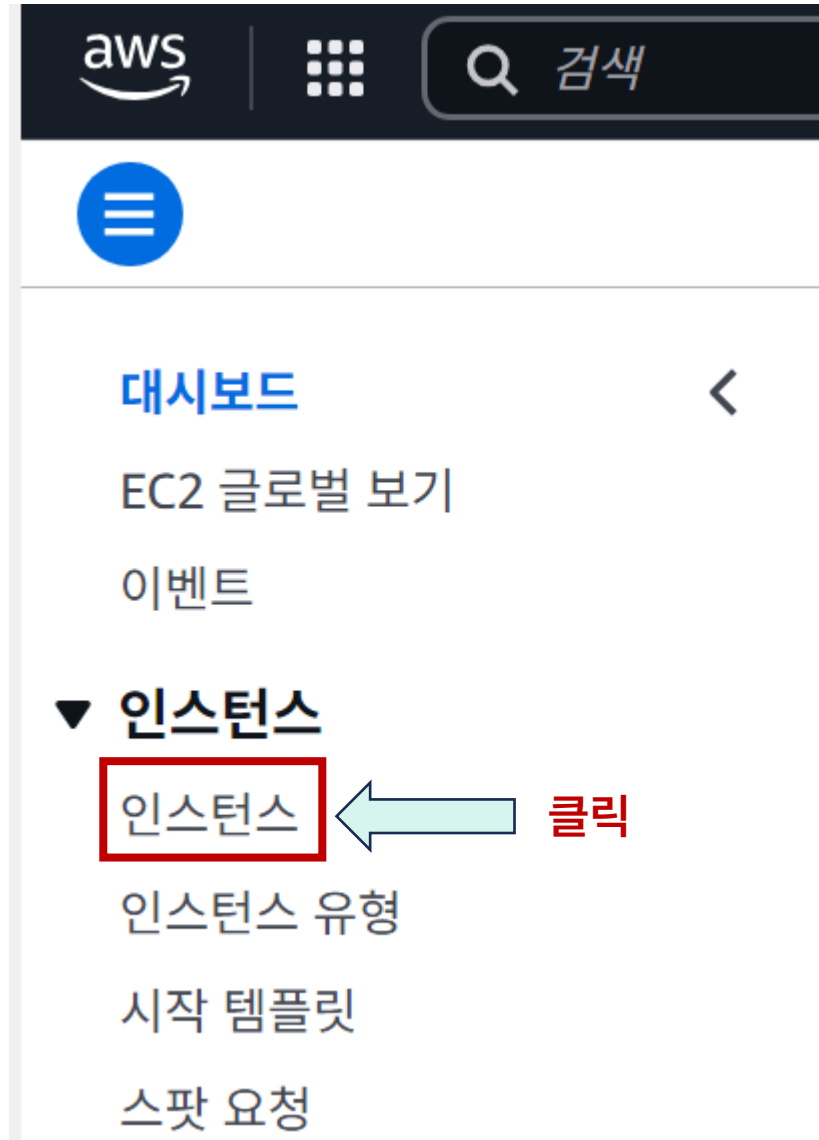 aws 검색
대시보드
EC2 글로벌 보기
이벤트
인스턴스
인스턴스 클릭
인스턴스 유형
시작 템플릿
스팟 요청